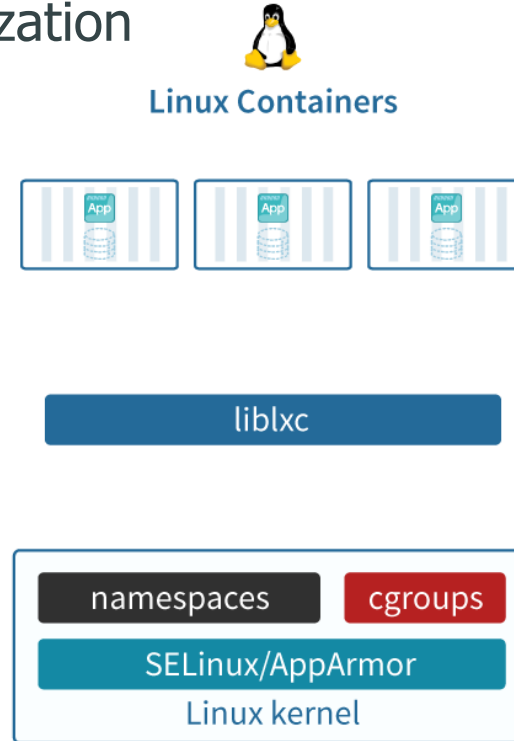 zation
Linux Containers
App App App
liblxc
namespaces cgroups
SELinux/AppArmor
Linux kernel